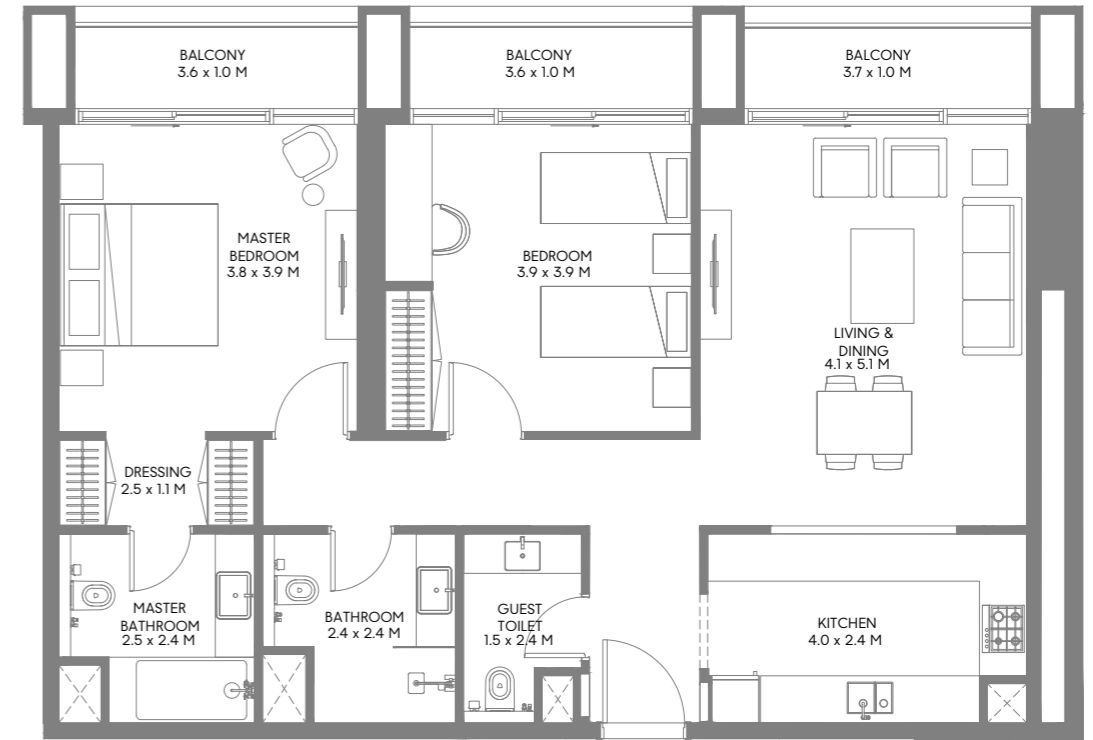 BALCONY
3.6 x 1.0 M
BALCONY
3.6 x 1.0 M
BALCONY
3.7 x 1.0 M
MASTER
BEDROOM
3.8 x 3.9 M
BEDROOM
3.9 x 3.9 M
LIVING &
DINING
4.1 x 5.1 M
DRESSING
2.5 x 1.1 M
MASTER
BATHROOM
2.5 x 2.4 M
BATHROOM
2.4 x 2.4 M
GUEST
TOILET
1.5 x 2.4 M
KITCHEN
4.0 x 2.4 M